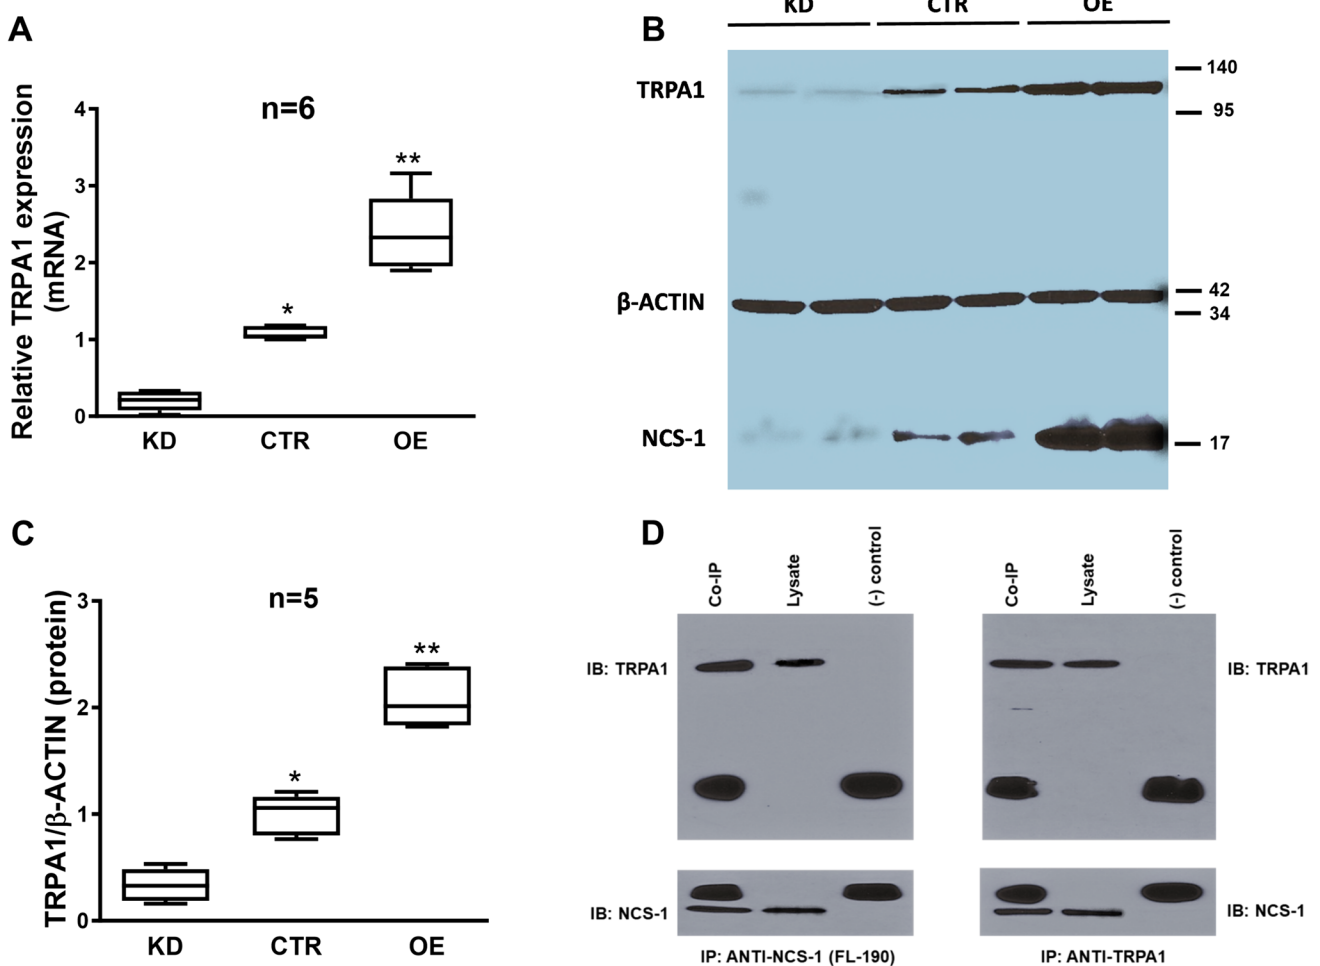 A
n=6
Relative TRPA1 expression
(mRNA)
4
3
2
1
0
**
*
KD
CTR
OE
B
KD
CTR
OE
TRPA1
β-ACTIN
NCS-1
140
95
42
34
17
C
n=5
TRPA1/β-ACTIN (protein)
3
2
1
0
**
*
KD
CTR
OE
D
Co-IP
Lysate
(-) control
Co-IP
Lysate
(-) control
IB: TRPA1
IB: TRPA1
IB: NCS-1
IB: NCS-1
IP: ANTI-NCS-1 (FL-190)
IP: ANTI-TRPA1